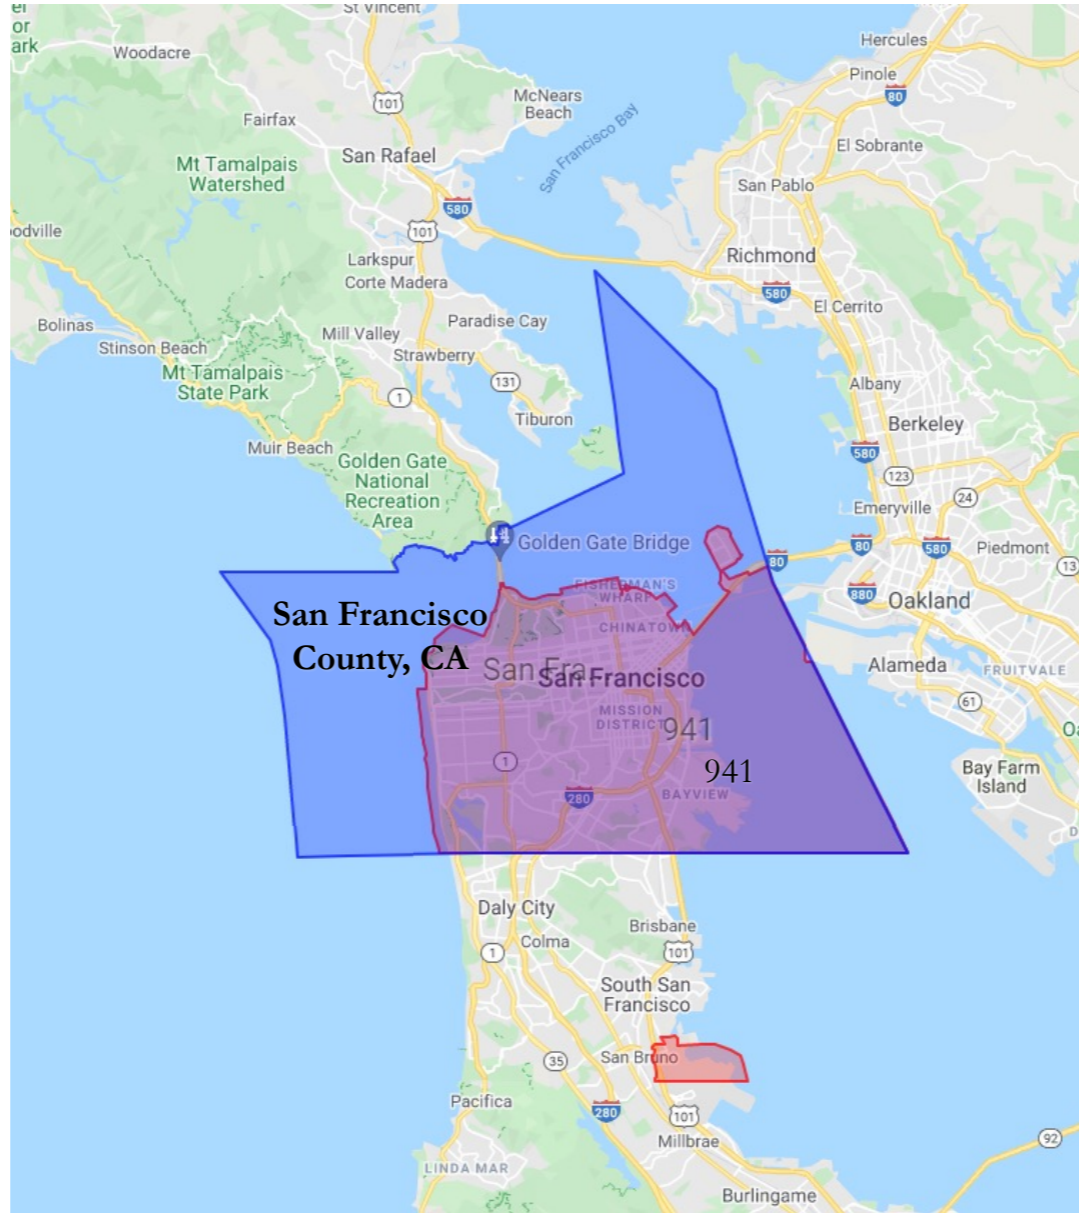 St Vincent
Hercules
Woodacre
Pinole
80
McNears
Beach
101
Fairfax
San Francisco Bay
El Sobrante
San Rafael
Mt Tamalpais
Watershed
San Pablo
580
101
Larkspur
Richmond
Corte Madera
580
El Cerrito
Bolinas
Paradise Cay
Mill Valley
Stinson Beach
Strawberry
Mt Tamalpais
State Park
131
Albany
1
Tiburon
Berkeley
Muir Beach
580
Golden Gate
National
Recreation
Area
123
24
Emeryville
Golden Gate Bridge
80
580
Piedmont
80
13
FISHERMAN'S
WHARF
880
Oakland
San Francisco
County, CA
CHINATOWN
San Fra
San Francisco
Alameda
FRUITVALE
61
MISSION
DISTRICT
941
1
941
Bay Farm
Island
280
BAYVIEW
Daly City
Brisbane
1
Colma
101
South San
Francisco
San Bruno
35
Pacifica
280
101
Millbrae
92
LINDA MAR
Burlingame